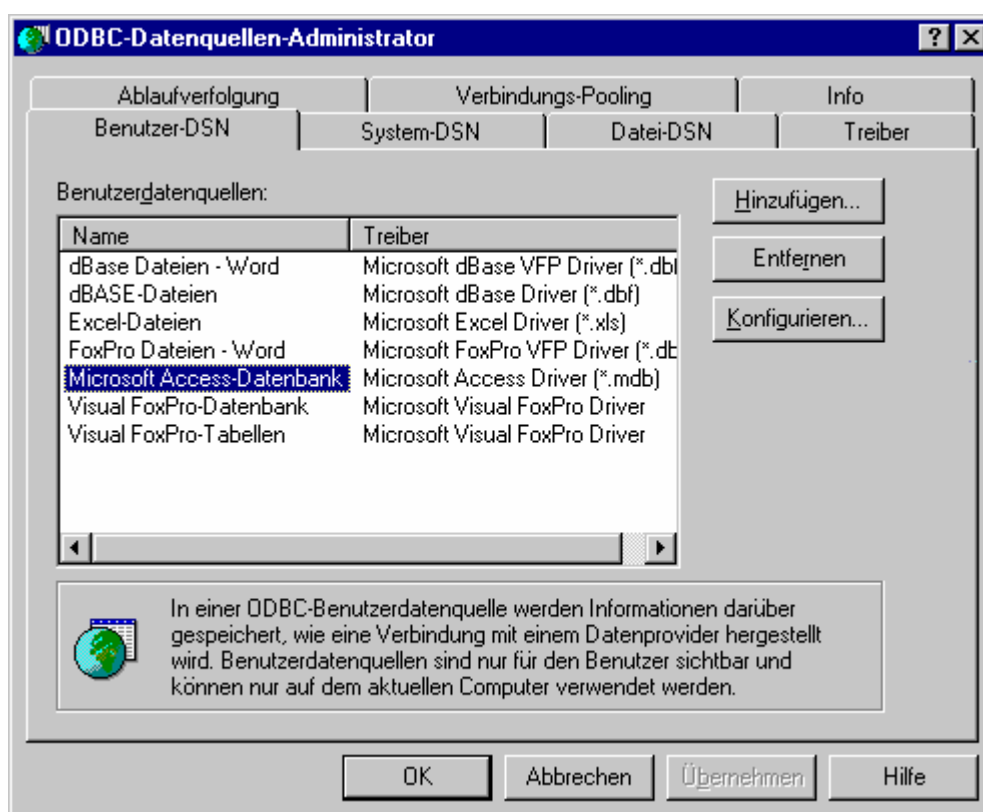 ODBC-Datenquellen-Administrator
Ablaufverfolgung Verbindungs-Pooling Info
Benutzer-DSN System-DSN Datei-DSN Treiber
Benutzerdatenquellen:
Name Treiber
dBase Dateien - Word Microsoft dBase VFP Driver (*.dbf
dBASE-Dateien Microsoft dBase Driver (*.dbf)
Excel-Dateien Microsoft Excel Driver (*.xls)
FoxPro Dateien - Word Microsoft FoxPro VFP Driver (*.db
Microsoft Access-Datenbank Microsoft Access Driver (*.mdb)
Visual FoxPro-Datenbank Microsoft Visual FoxPro Driver
Visual FoxPro-Tabellen Microsoft Visual FoxPro Driver
Hinzufügen...
Entfernen
Konfigurieren...
In einer ODBC-Benutzerdatenquelle werden Informationen darüber
gespeichert, wie eine Verbindung mit einem Datenprovider hergestellt
wird. Benutzerdatenquellen sind nur für den Benutzer sichtbar und
können nur auf dem aktuellen Computer verwendet werden.
OK Abbrechen Übernehmen Hilfe